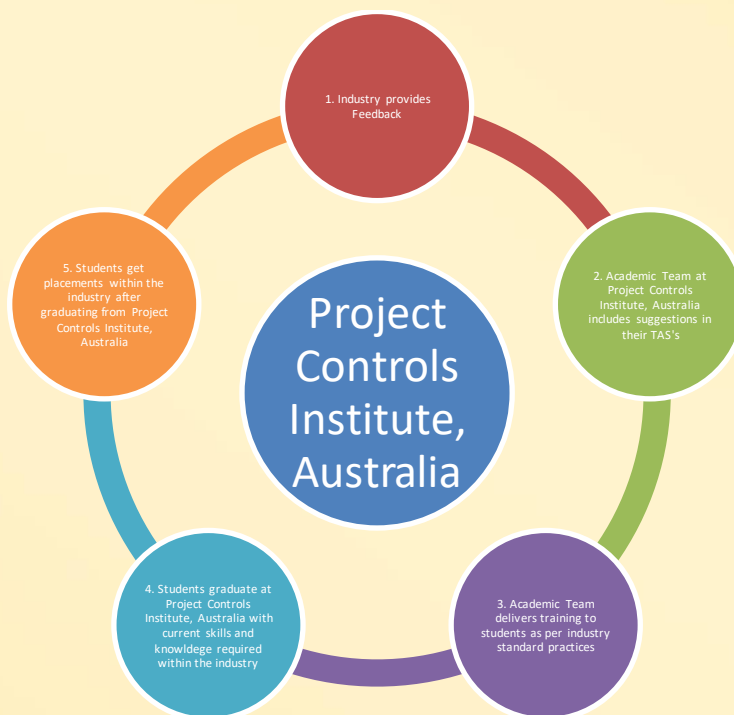 1. Industry provides
Feedback
2. Academic Team at
Project Controls
Institute, Australia
includes suggestions in
their TAS's
3. Academic Team
delivers training to
students as per industry
standard practices
4. Students graduate at
Project Controls
Institute, Australia with
current skills and
knowldege required
within the industry
5. Students get
placements within the
industry after
graduating from Project
Controls Institute,
Australia
Project
Controls
Institute,
Australia